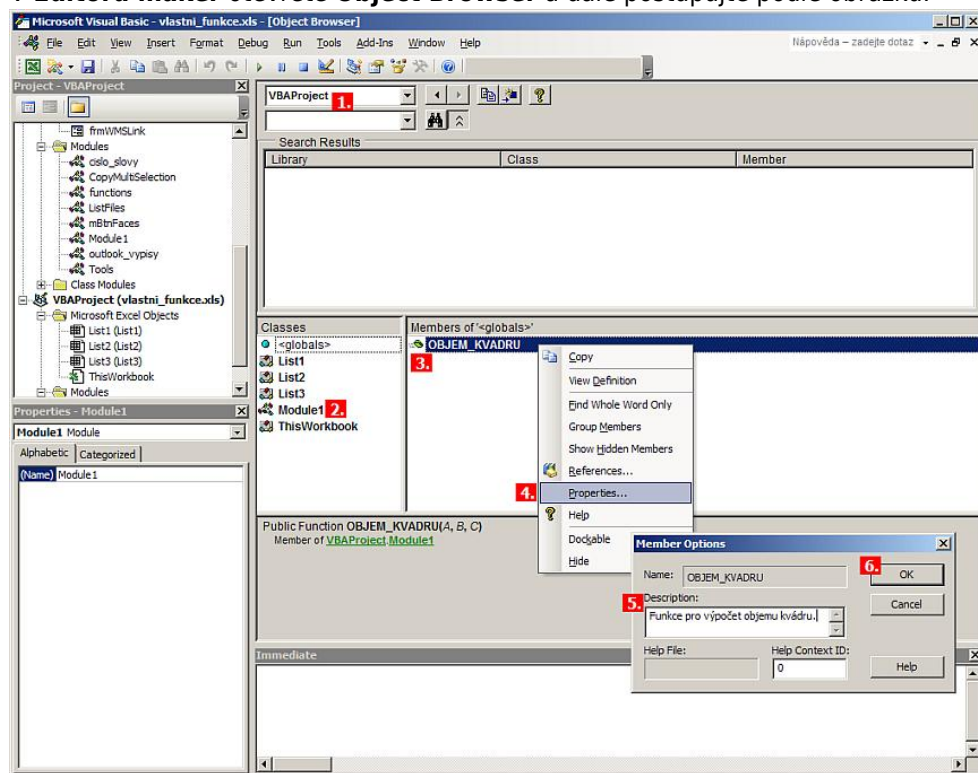 Microsoft Visual Basic - vlastni_funkce.xls - [Object Browser]
File Edit View Insert Format Debug Run Tools Add-Ins Window Help
Nápověda – zadejte dotaz
Project - VBAProject
frmWMSLink
Modules
cislo_slovy
CopyMultiSelection
functions
ListFiles
mBtnFaces
Module1
outlook_vypisy
Tools
Class Modules
VBAProject (vlastni_funkce.xls)
Microsoft Excel Objects
List1 (List1)
List2 (List2)
List3 (List3)
ThisWorkbook
Modules
Properties - Module1
Module1 Module
Alphabetic Categorized
(Name) Module1
VBAProject 1.
Search Results
Library Class Member
Classes
<globals>
List1
List2
List3
Module1 2.
ThisWorkbook
Members of '<globals>'
OBJEM_KVADRU
3.
Copy
View Definition
Find Whole Word Only
Group Members
Show Hidden Members
References...
4. Properties...
Help
Dockable
Hide
Public Function OBJEM_KVADRU(A, B, C)
Member of VBAProject.Module1
Member Options
Name: OBJEM_KVADRU
6. OK
5. Description:
Cancel
Funkce pro výpočet objemu kvádru.
Help File: Help Context ID:
0
Help
Immediate